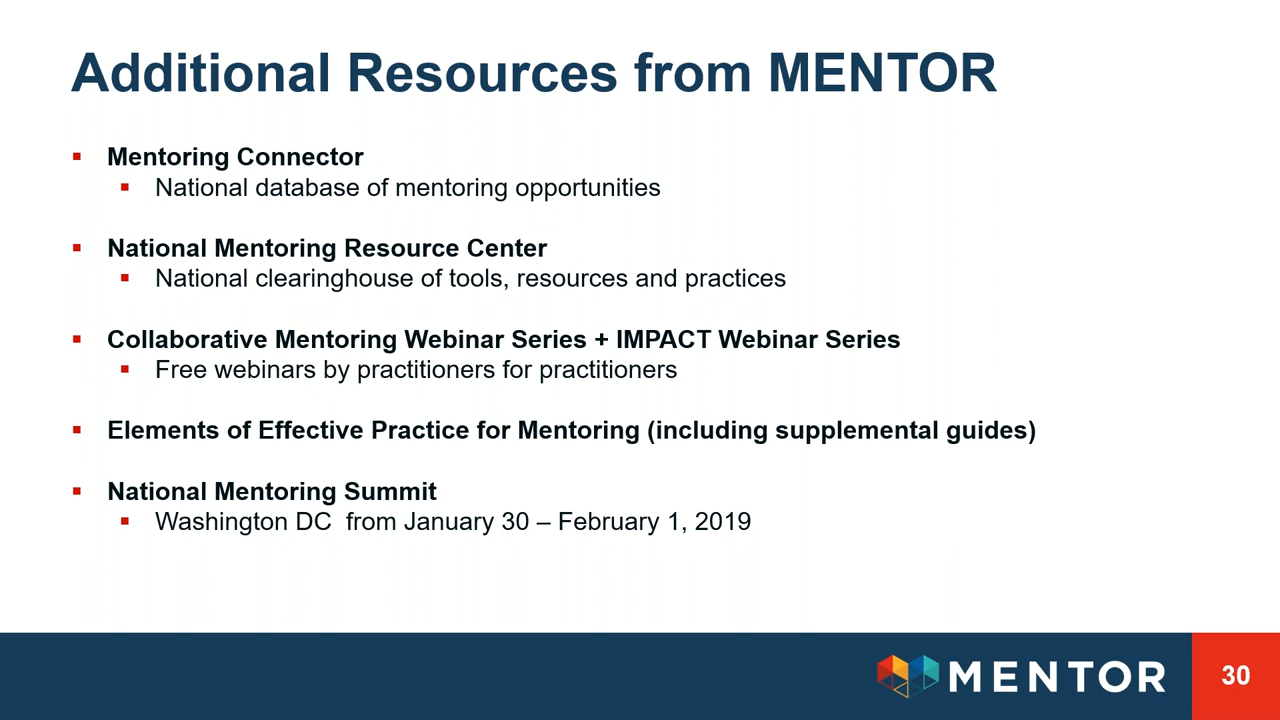 Additional Resources from MENTOR
▪ Mentoring Connector
▪ National database of mentoring opportunities
▪ National Mentoring Resource Center
▪ National clearinghouse of tools, resources and practices
▪ Collaborative Mentoring Webinar Series + IMPACT Webinar Series
▪ Free webinars by practitioners for practitioners
▪ Elements of Effective Practice for Mentoring (including supplemental guides)
▪ National Mentoring Summit
▪ Washington DC  from January 30 – February 1, 2019
MENTOR
30